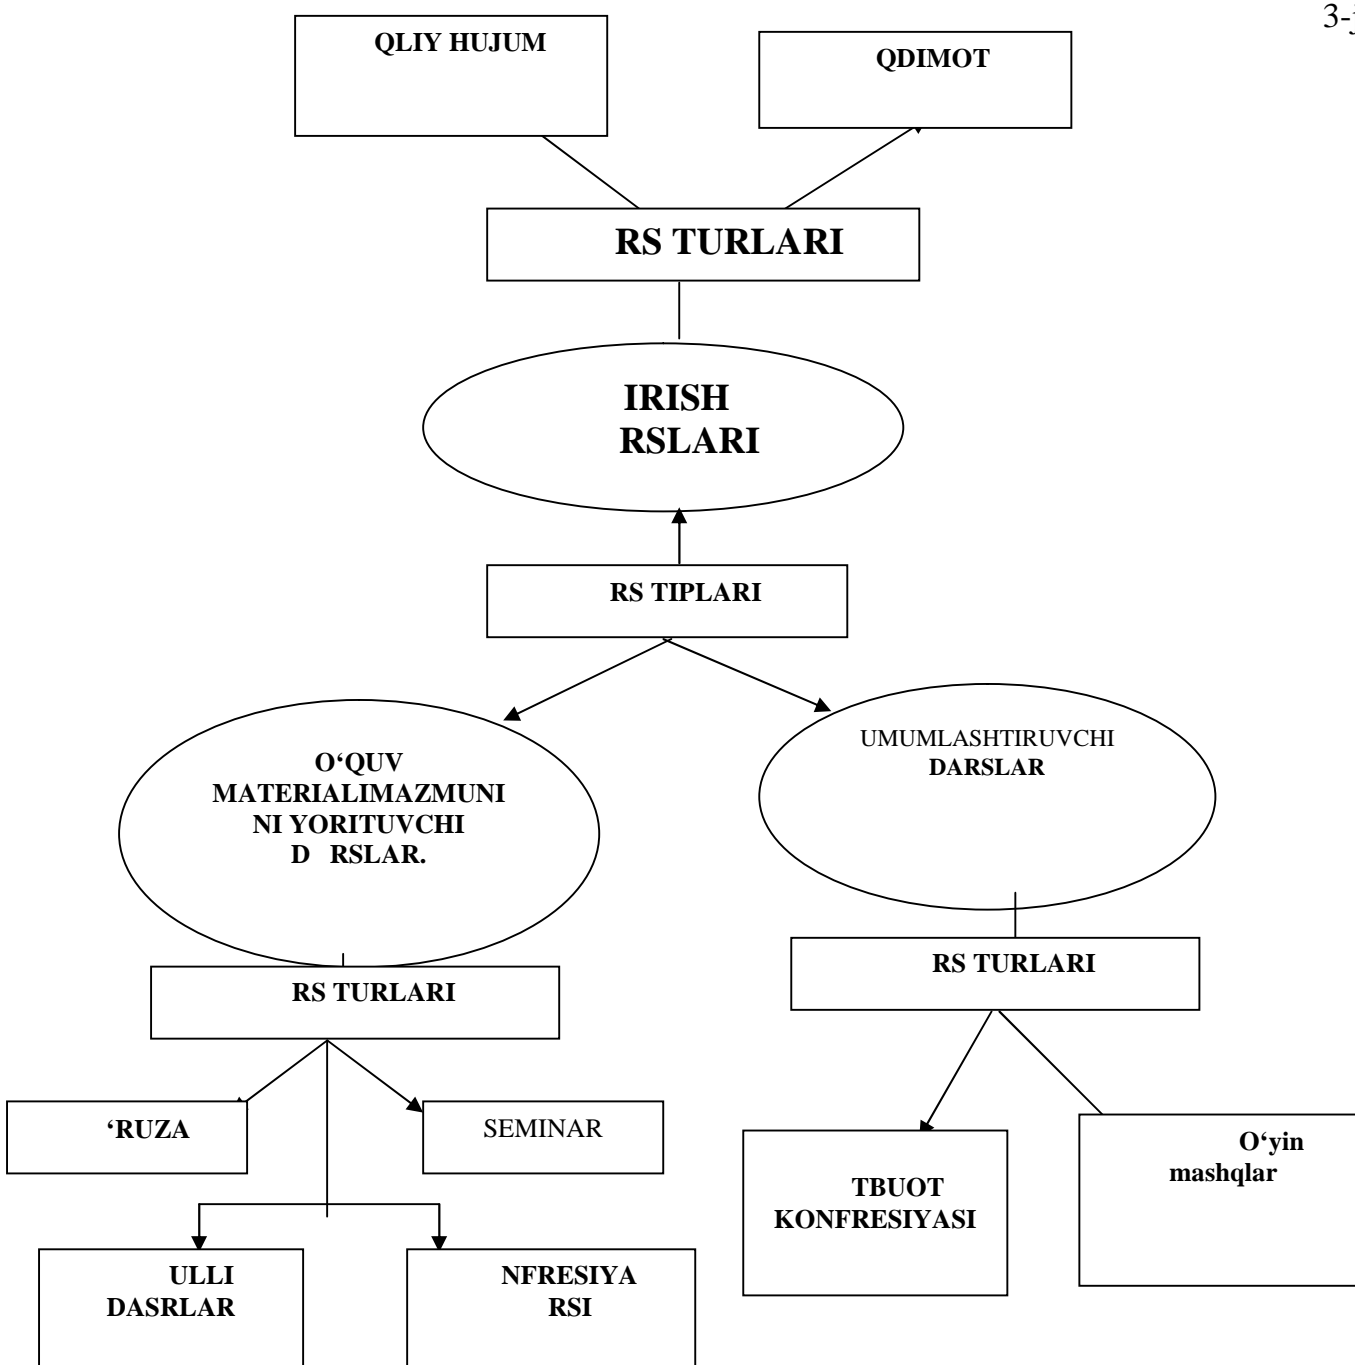 3-j
QLIY HUJUM
QDIMOT
RS TURLARI
IRISH
RSLARI
RS TIPLARI
O‘QUV
MATERIALIMAZMUNI
NI YORITUVCHI
D RSLAR.
UMUMLASHTIRUVCHI
DARSLAR
RS TURLARI
RS TURLARI
‘RUZA
SEMINAR
TBUOT
KONFRESIYASI
O‘yin
mashqlar
ULLI
DASRLAR
NFRESIYA
RSI